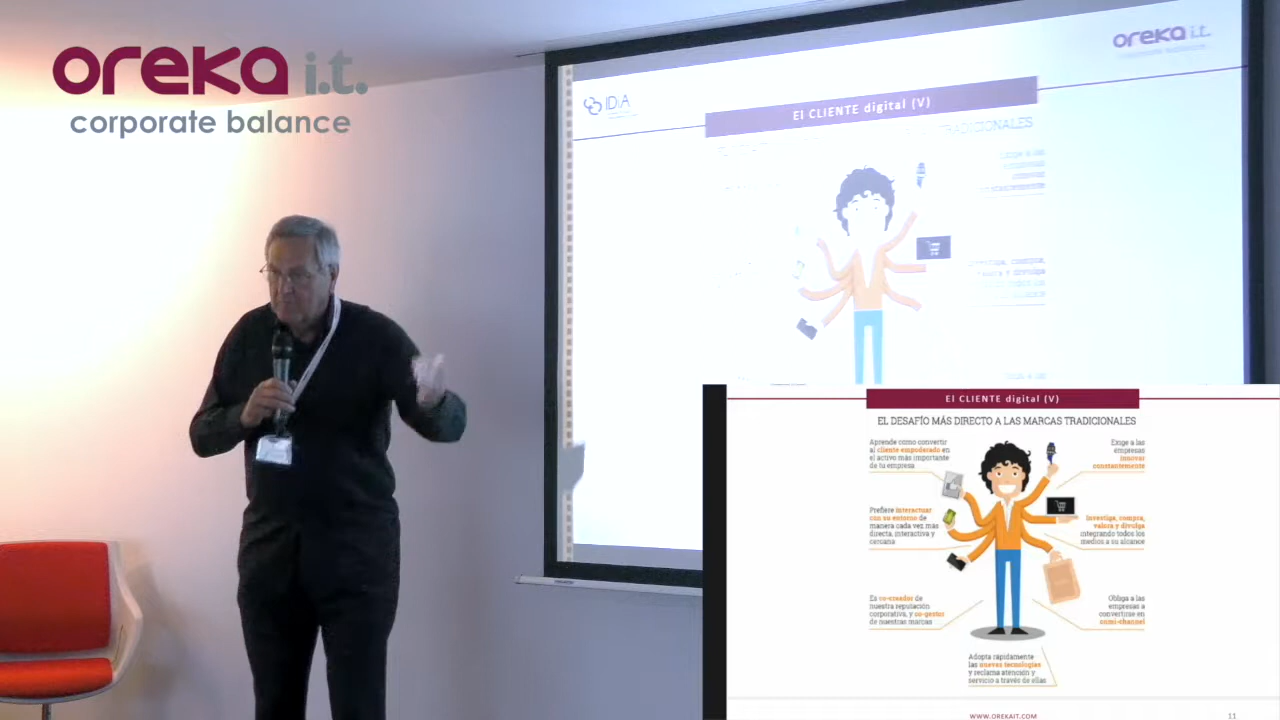 oreka i.t.
corporate balance
oreka i.t.
IDiA
El CLIENTE digital (V)
TRADICIONALES
El CLIENTE digital (V)
EL DESAFÍO MÁS DIRECTO A LAS MARCAS TRADICIONALES
Aprende como convertir
al cliente empoderado en
el activo más importante
de tu empresa
Exige a las
empresas
innovar
constantemente
Prefiere interactuar
con su entorno de
manera cada vez más
directa, interactiva y
cercana
Investiga, compra,
valora y divulga
integrando todos los
medios a su alcance
Es co-creador de
nuestra reputación
corporativa, y co-gestor
de nuestras marcas
Obliga a las
empresas a
convertirse en
omni-channel
Adopta rápidamente
las nuevas tecnologías
y reclama atención y
servicio a través de ellas
WWW.OREKAIT.COM
11